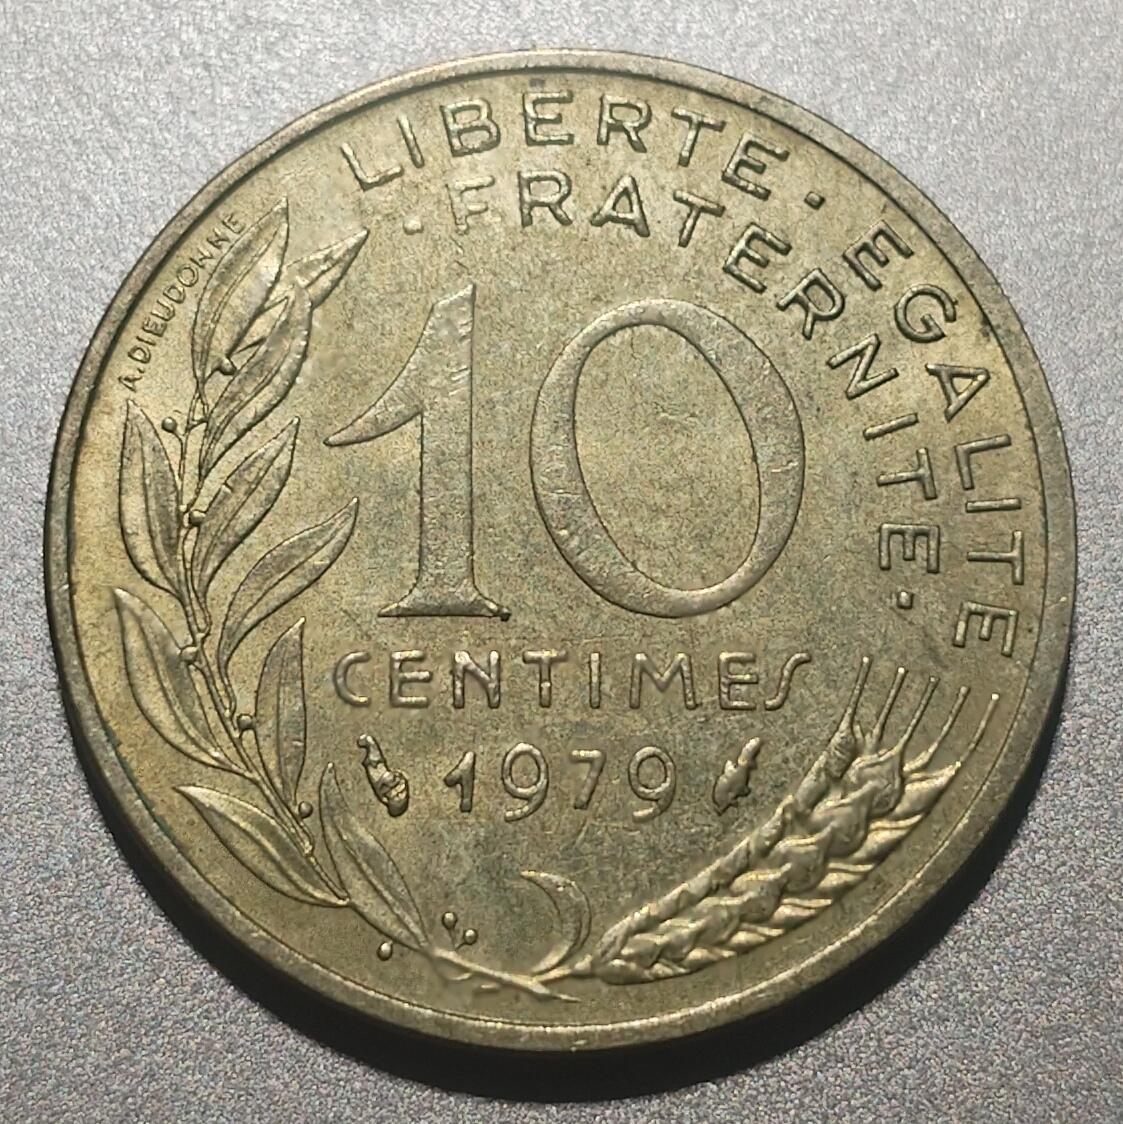 LIBERTE · EGALITE
· FRATERNITE ·
A.DIEUDONNE
10
CENTIMES
1979